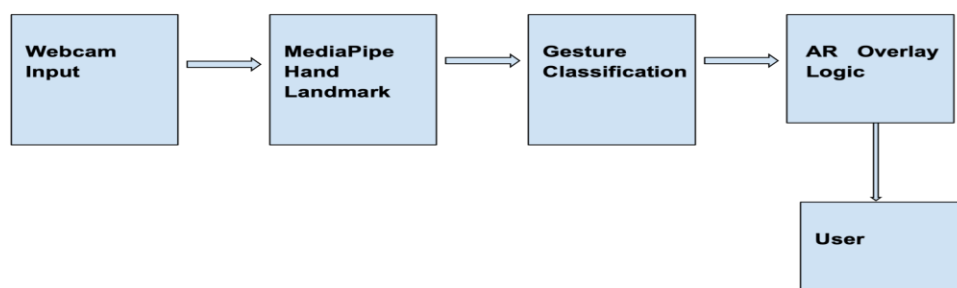 Webcam
Input
MediaPipe
Hand
Landmark
Gesture
Classification
AR Overlay
Logic
User